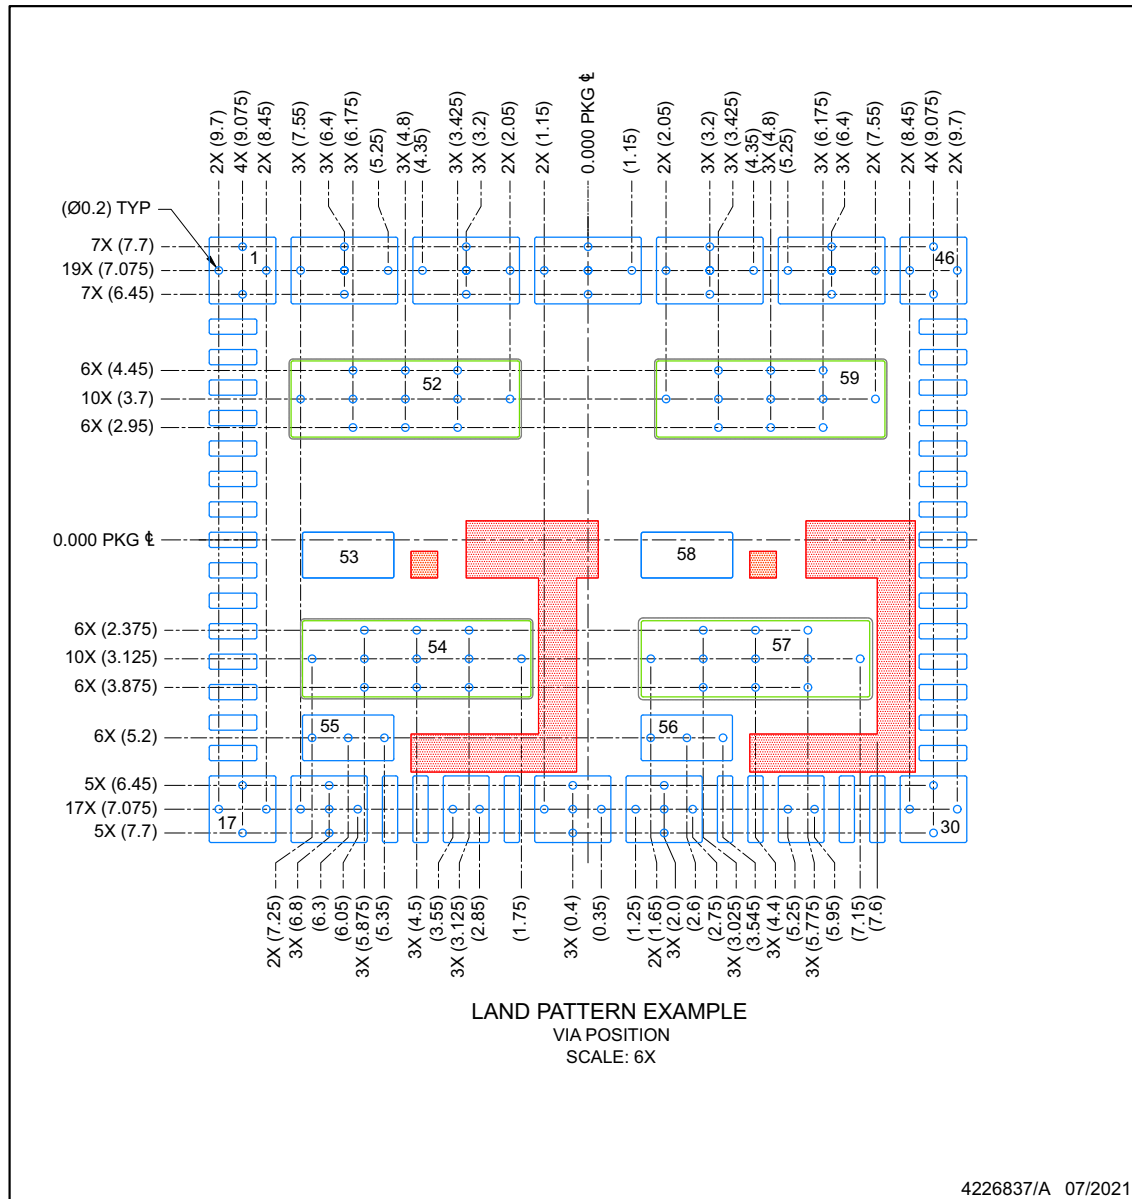 2X (9.7)
4X (9.075)
2X (8.45)
3X (7.55)
3X (6.4)
3X (6.175)
(5.25)
3X (4.8)
(4.35)
3X (3.425)
3X (3.2)
2X (2.05)
2X (1.15)
0.000 PKG ℄
(1.15)
2X (2.05)
3X (3.2)
3X (3.425)
(4.35)
3X (4.8)
(5.25)
3X (6.175)
3X (6.4)
2X (7.55)
2X (8.45)
4X (9.075)
2X (9.7)
(Ø0.2) TYP
7X (7.7)
1
46
19X (7.075)
7X (6.45)
6X (4.45)
52
59
10X (3.7)
6X (2.95)
0.000 PKG ℄
53
58
6X (2.375)
54
57
10X (3.125)
6X (3.875)
55
56
6X (5.2)
5X (6.45)
17X (7.075)
17
30
5X (7.7)
2X (7.25)
3X (6.8)
(6.3)
(6.05)
3X (5.875)
(5.35)
3X (4.5)
(3.55)
3X (3.125)
(2.85)
(1.75)
3X (0.4)
(0.35)
(1.25)
2X (1.65)
3X (2.0)
(2.6)
(2.75)
3X (3.025)
(3.545)
3X (4.4)
(5.25)
3X (5.775)
(5.95)
(7.15)
(7.6)
LAND PATTERN EXAMPLE
VIA POSITION
SCALE: 6X
4226837/A 07/2021